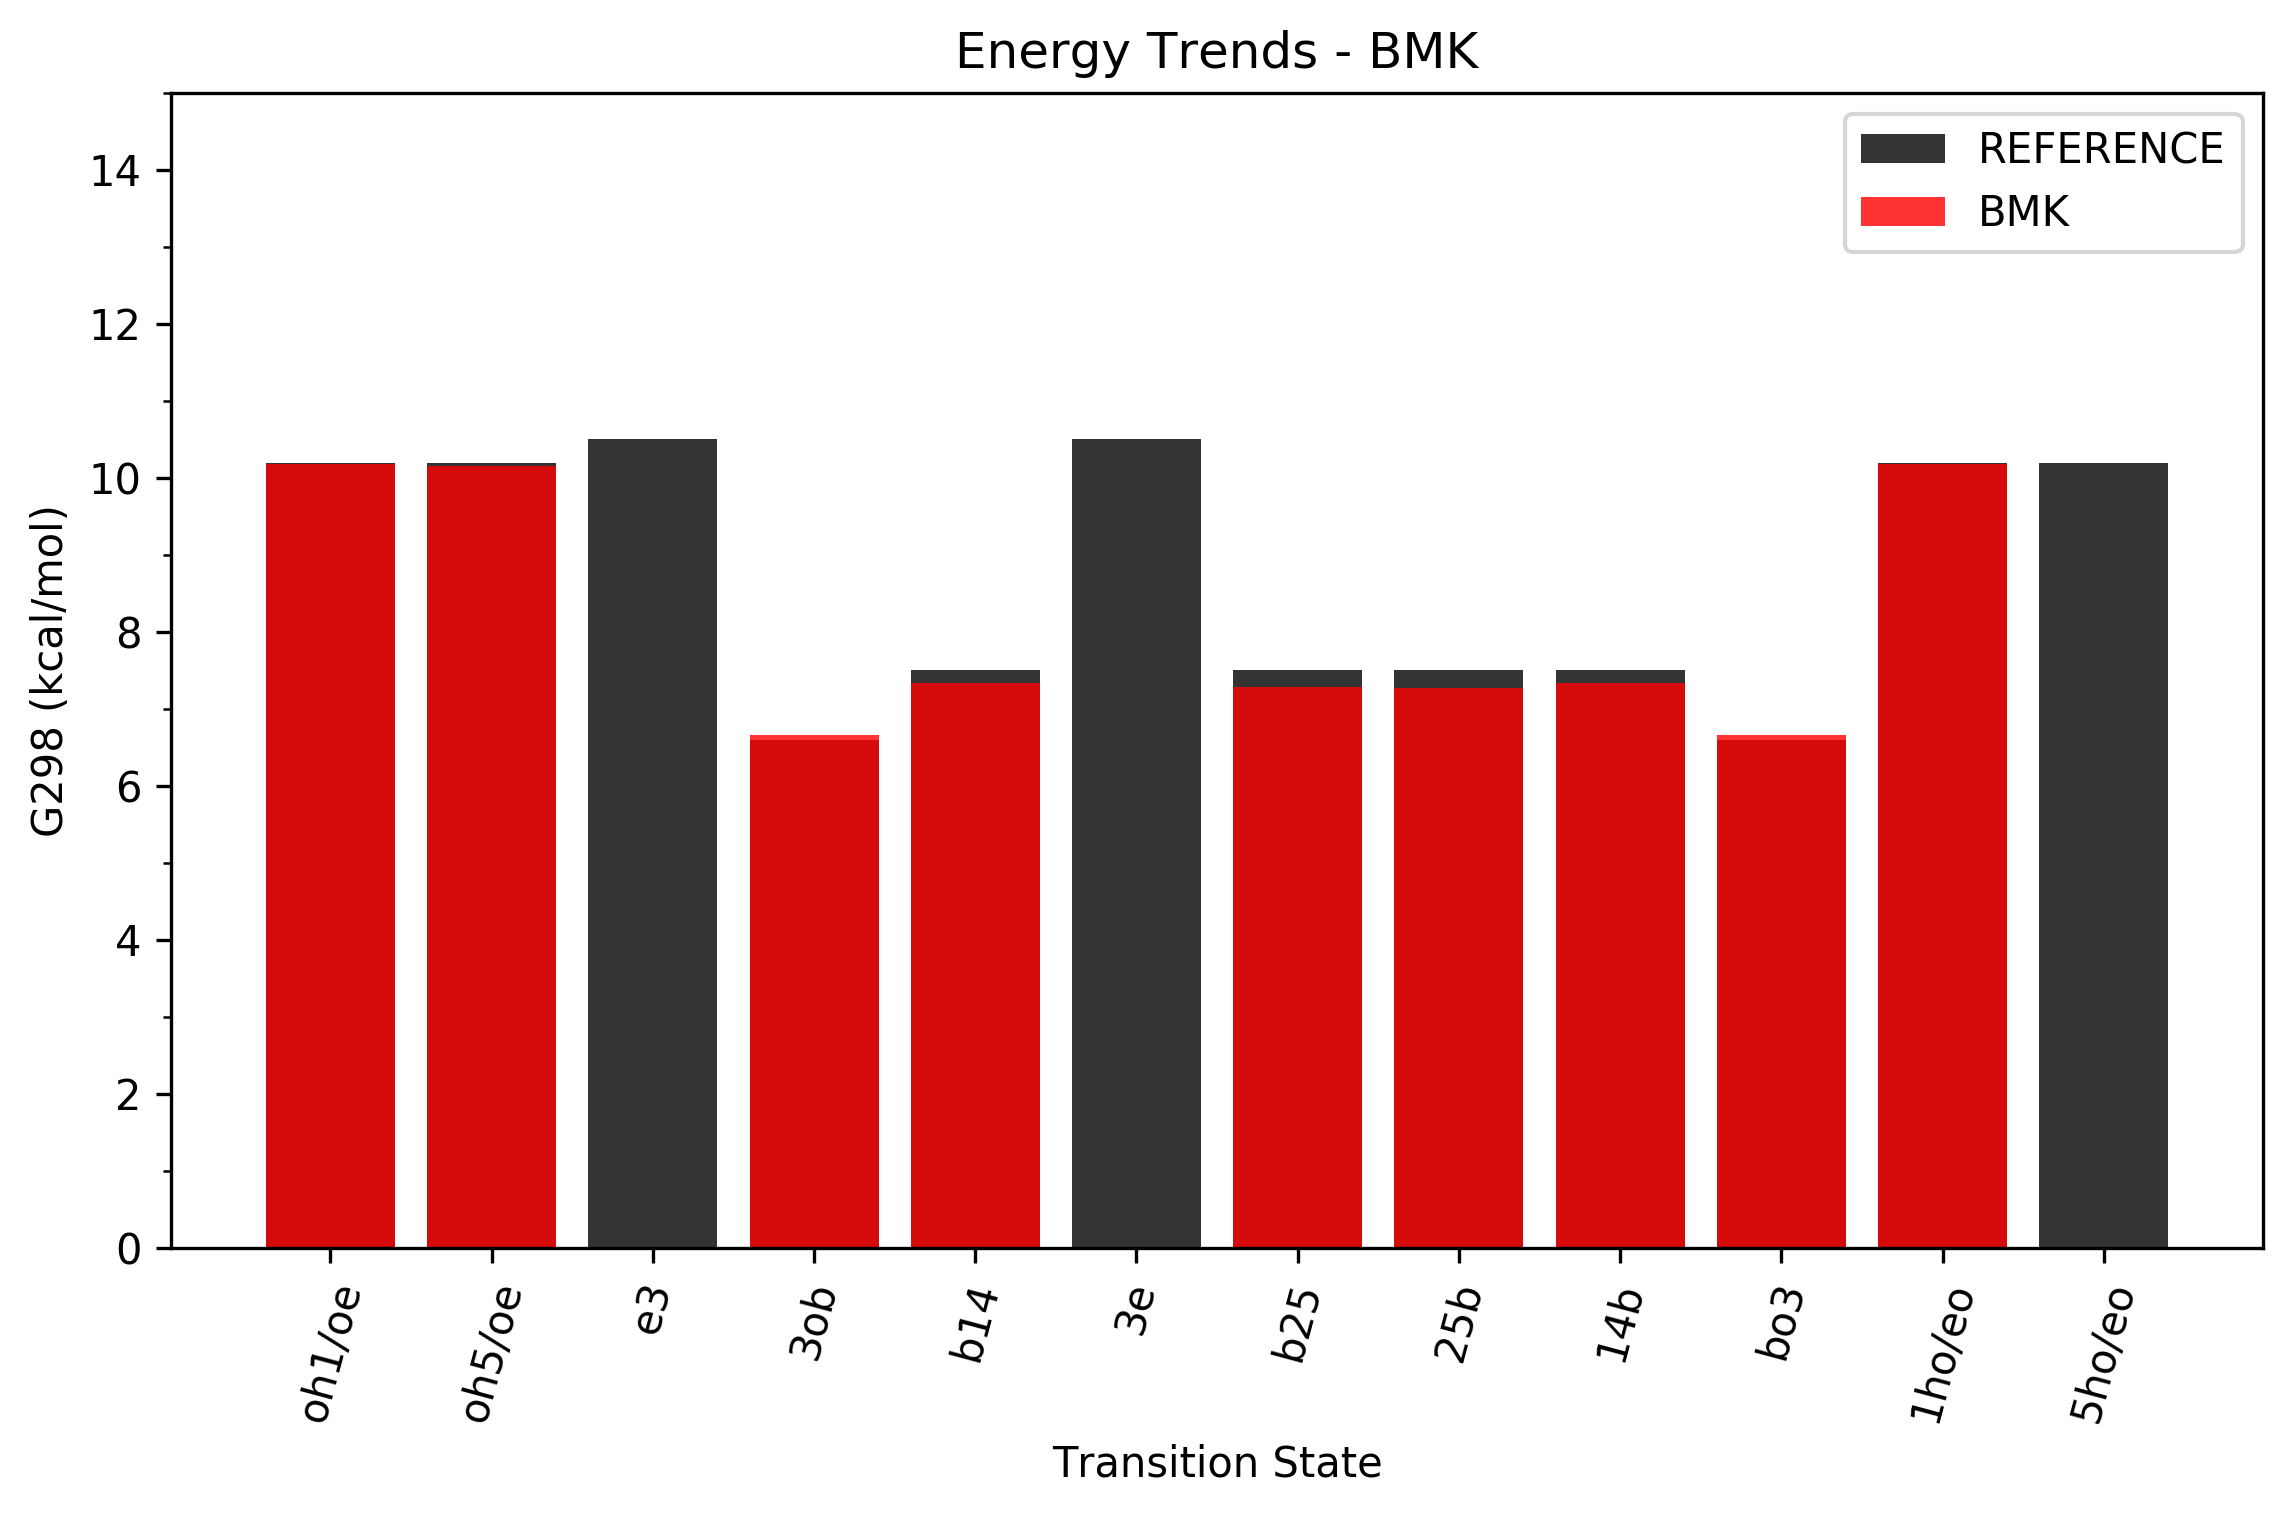 Energy Trends - BMK
REFERENCE
BMK
G298 (kcal/mol)
14
12
10
8
6
4
2
0
oh1/oe
oh5/oe
e3
3ob
b14
3e
b25
25b
14b
bo3
1ho/eo
5ho/eo
Transition State